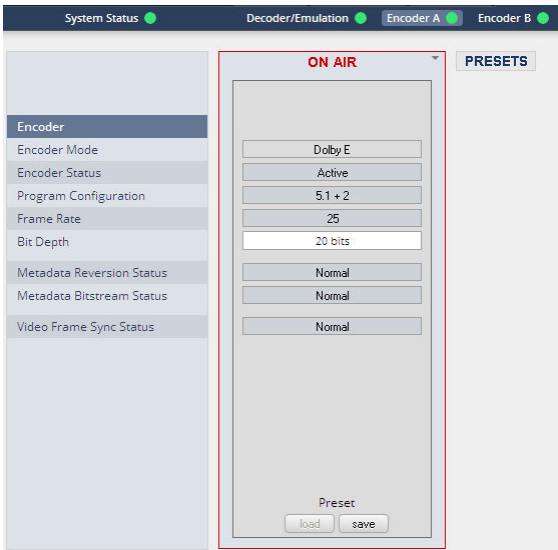 System Status Decoder/Emulation Encoder A Encoder B
ON AIR PRESETS
Encoder
Encoder Mode Dolby E
Encoder Status Active
Program Configuration 5.1 + 2
Frame Rate 25
Bit Depth 20 bits
Metadata Reversion Status Normal
Metadata Bitstream Status Normal
Video Frame Sync Status Normal
Preset
load save